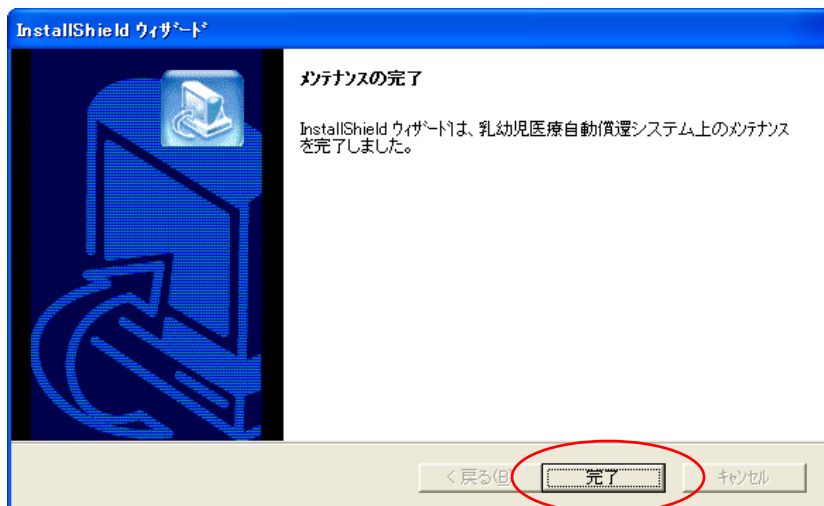 InstallShield ウィザード
メンテナンスの完了
InstallShield ウィザードは、乳幼児医療自動償還システム上のメンテナンス
を完了しました。
< 戻る(B
完了
キャンセル